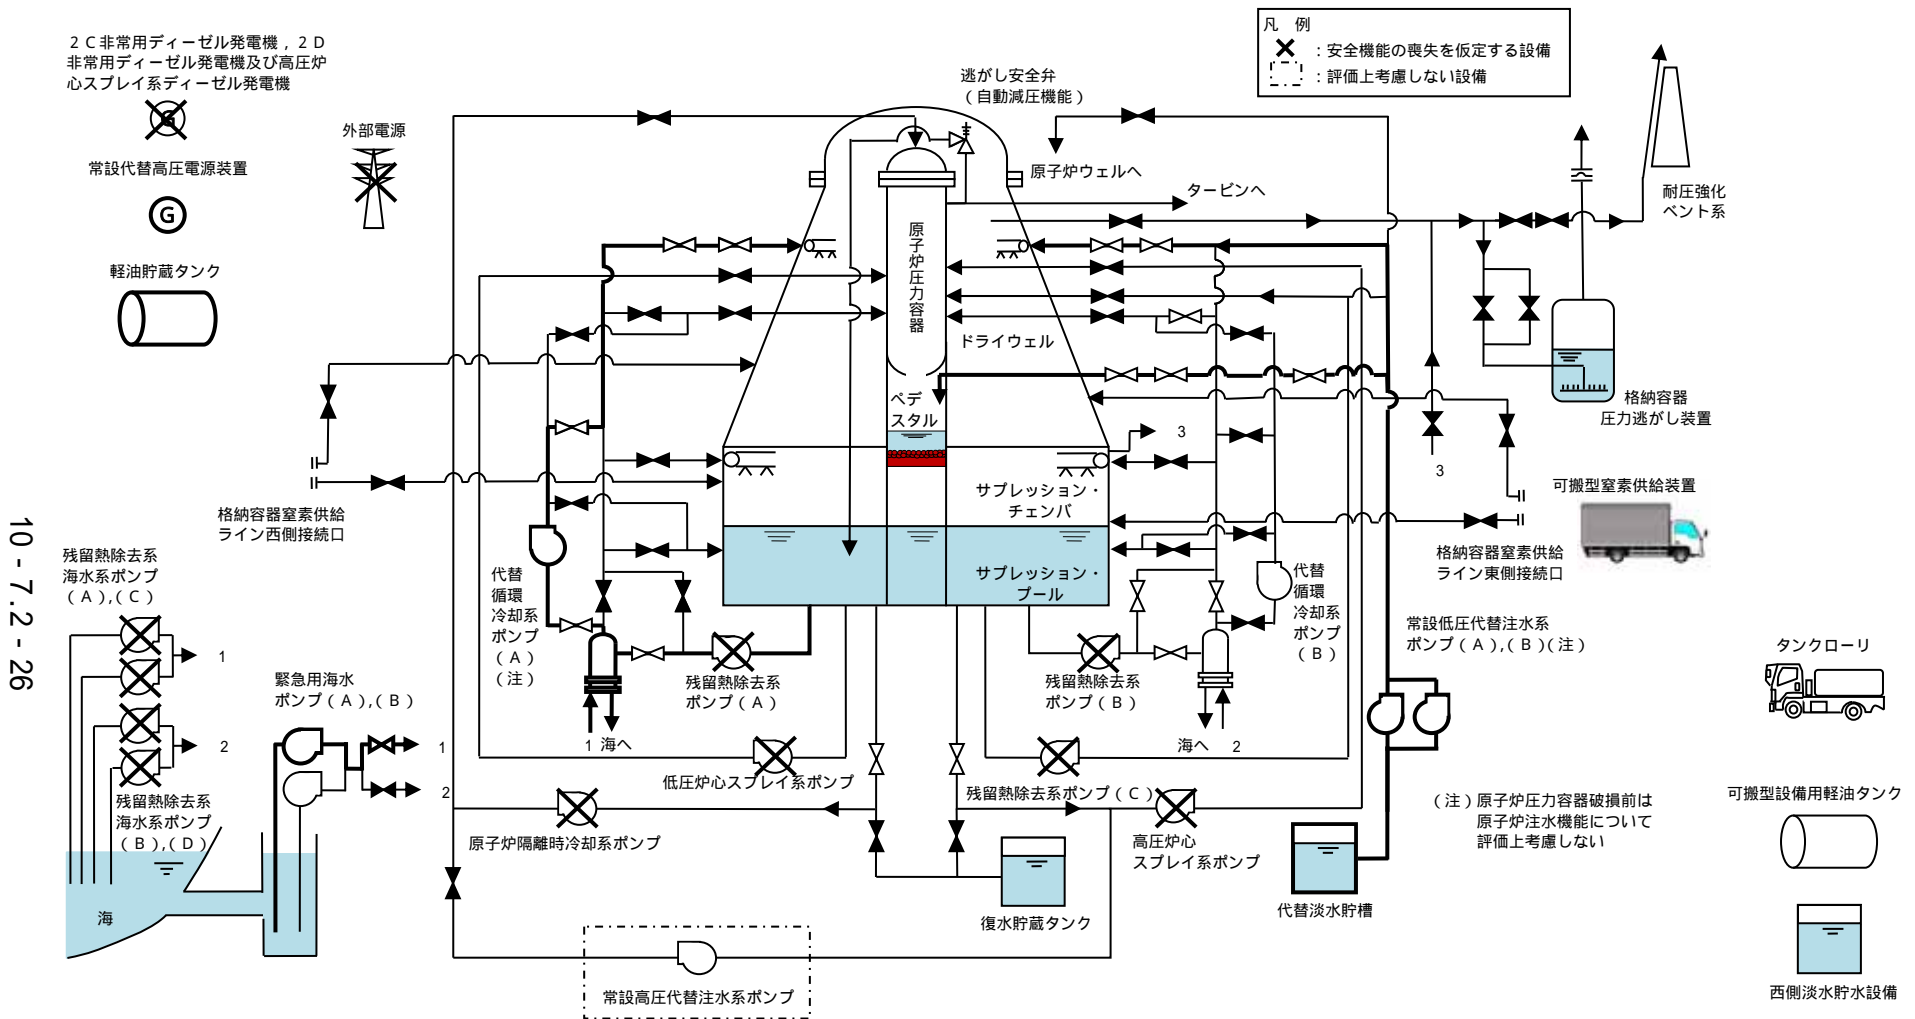 ２Ｃ非常用ディーゼル発電機，２Ｄ
非常用ディーゼル発電機及び高圧炉
心スプレイ系ディーゼル発電機
G
常設代替高圧電源装置
G
軽油貯蔵タンク
外部電源
逃がし安全弁
（自動減圧機能）
凡　例
：安全機能の喪失を仮定する設備
：評価上考慮しない設備
原子炉ウェルへ
タービンへ
耐圧強化
ベント系
原子炉圧力容器
ドライウェル
ペデ
スタル
3
3
格納容器
圧力逃がし装置
サプレッション・
チェンバ
サプレッション・
プール
格納容器窒素供給
ライン西側接続口
可搬型窒素供給装置
格納容器窒素供給
ライン東側接続口
残留熱除去系
海水系ポンプ
（Ａ），（Ｃ）
1
2
残留熱除去系
海水系ポンプ
（Ｂ），（Ｄ）
海
緊急用海水
ポンプ（Ａ），（Ｂ）
1
2
代替
循環
冷却系
ポンプ
（Ａ）
（注）
残留熱除去系
ポンプ（Ａ）
1 海へ
残留熱除去系
ポンプ（Ｂ）
海へ 2
代替
循環
冷却系
ポンプ
（Ｂ）
常設低圧代替注水系
ポンプ（Ａ），（Ｂ）（注）
タンクローリ
低圧炉心スプレイ系ポンプ
残留熱除去系ポンプ（Ｃ）
原子炉隔離時冷却系ポンプ
高圧炉心
スプレイ系ポンプ
（注）原子炉圧力容器破損前は
原子炉注水機能について
評価上考慮しない
可搬型設備用軽油タンク
復水貯蔵タンク
代替淡水貯槽
常設高圧代替注水系ポンプ
西側淡水貯水設備
10 - 7.2 - 26